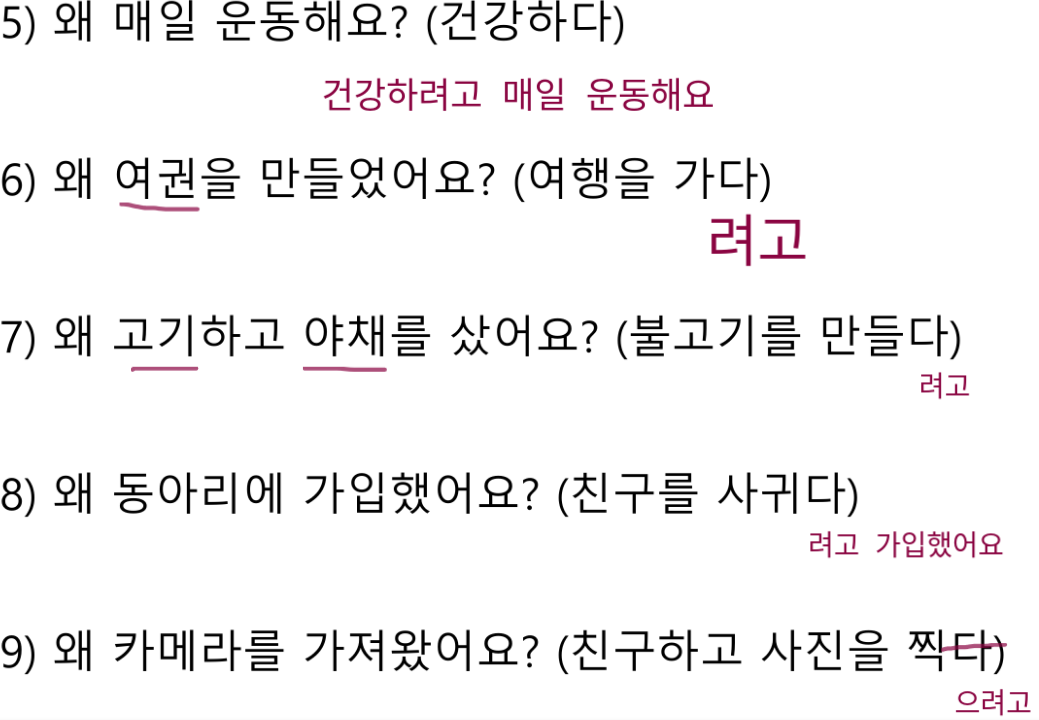 5) 왜 매일 운동해요? (건강하다)
건강하려고 매일 운동해요
6) 왜 여권을 만들었어요? (여행을 가다)
려고
7) 왜 고기하고 야채를 샀어요? (불고기를 만들다)
려고
8) 왜 동아리에 가입했어요? (친구를 사귀다)
려고 가입했어요
9) 왜 카메라를 가져왔어요? (친구하고 사진을 찍다)
으려고